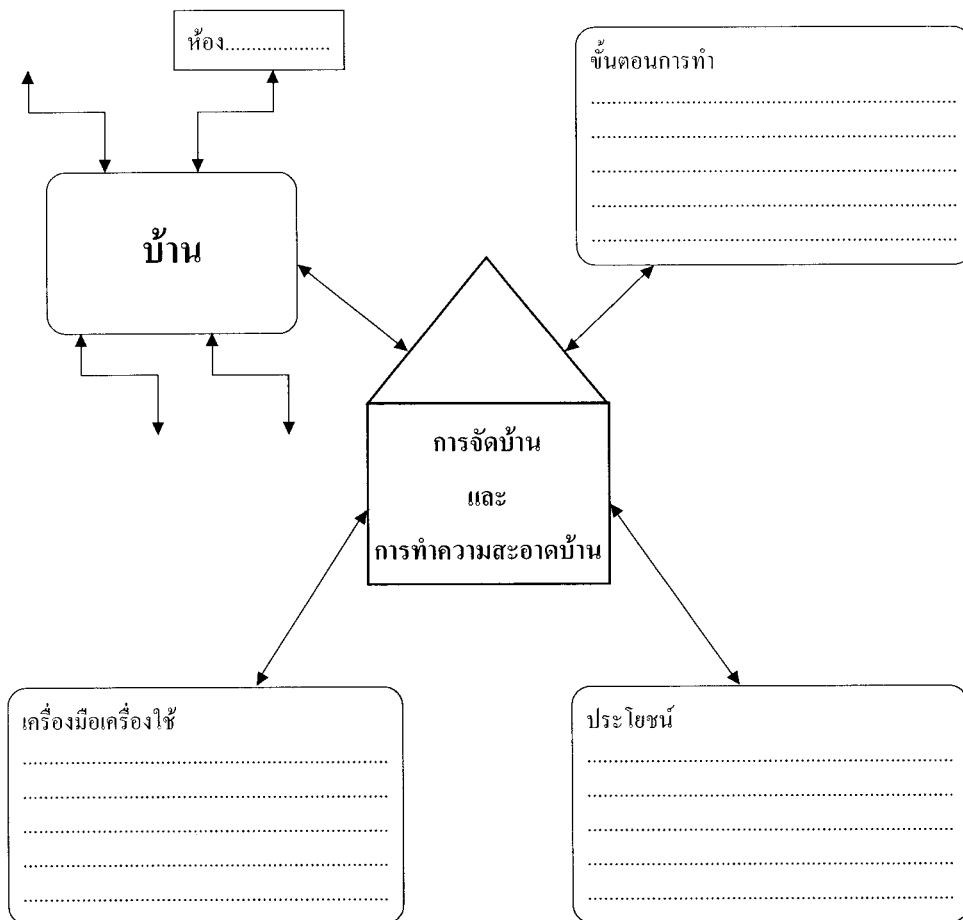 ห้อง...................
ขั้นตอนการทำ
บ้าน
การจัดบ้าน
และ
การทำความสะอาดบ้าน
เครื่องมือเครื่องใช้
ประโยชน์